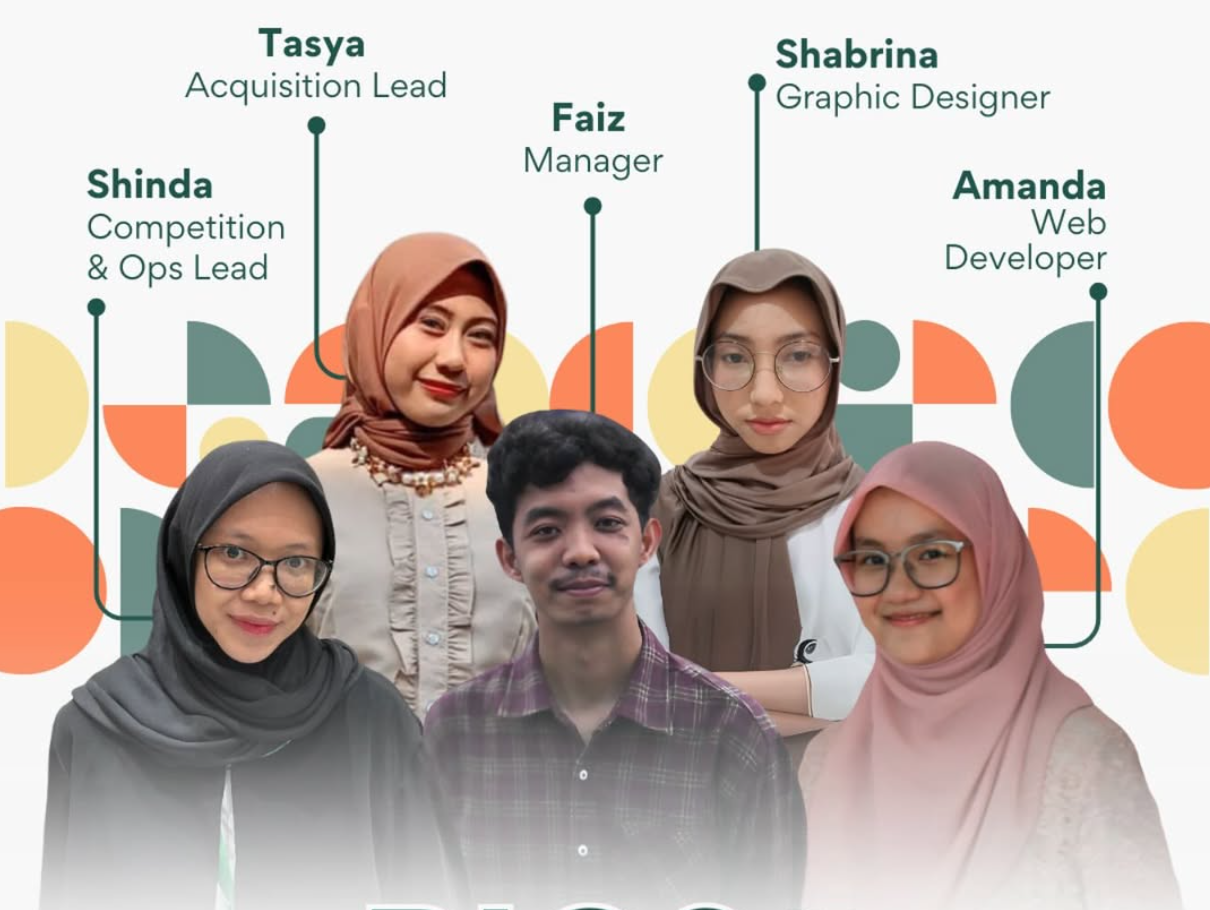 Tasya
Acquisition Lead
Shabrina
Graphic Designer
Faiz
Manager
Shinda
Competition
& Ops Lead
Amanda
Web
Developer